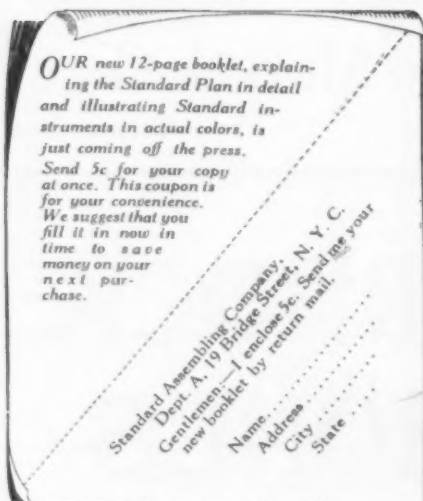 OUR new 12-page booklet, explain-
ing the Standard Plan in detail
and illustrating Standard in-
struments in actual colors, is
just coming off the press.
Send 5c for your copy
at once. This coupon is
for your convenience.
We suggest that you
fill it in now in
time to save
money on your
next pur-
chase.
Standard Assembling Company,
Dept. A. 19 Bridge Street, N. Y. C.
Gentlemen.—I enclose 5c. Send me your
new booklet by return mail.
Name..............
Address............
City ............
State ....